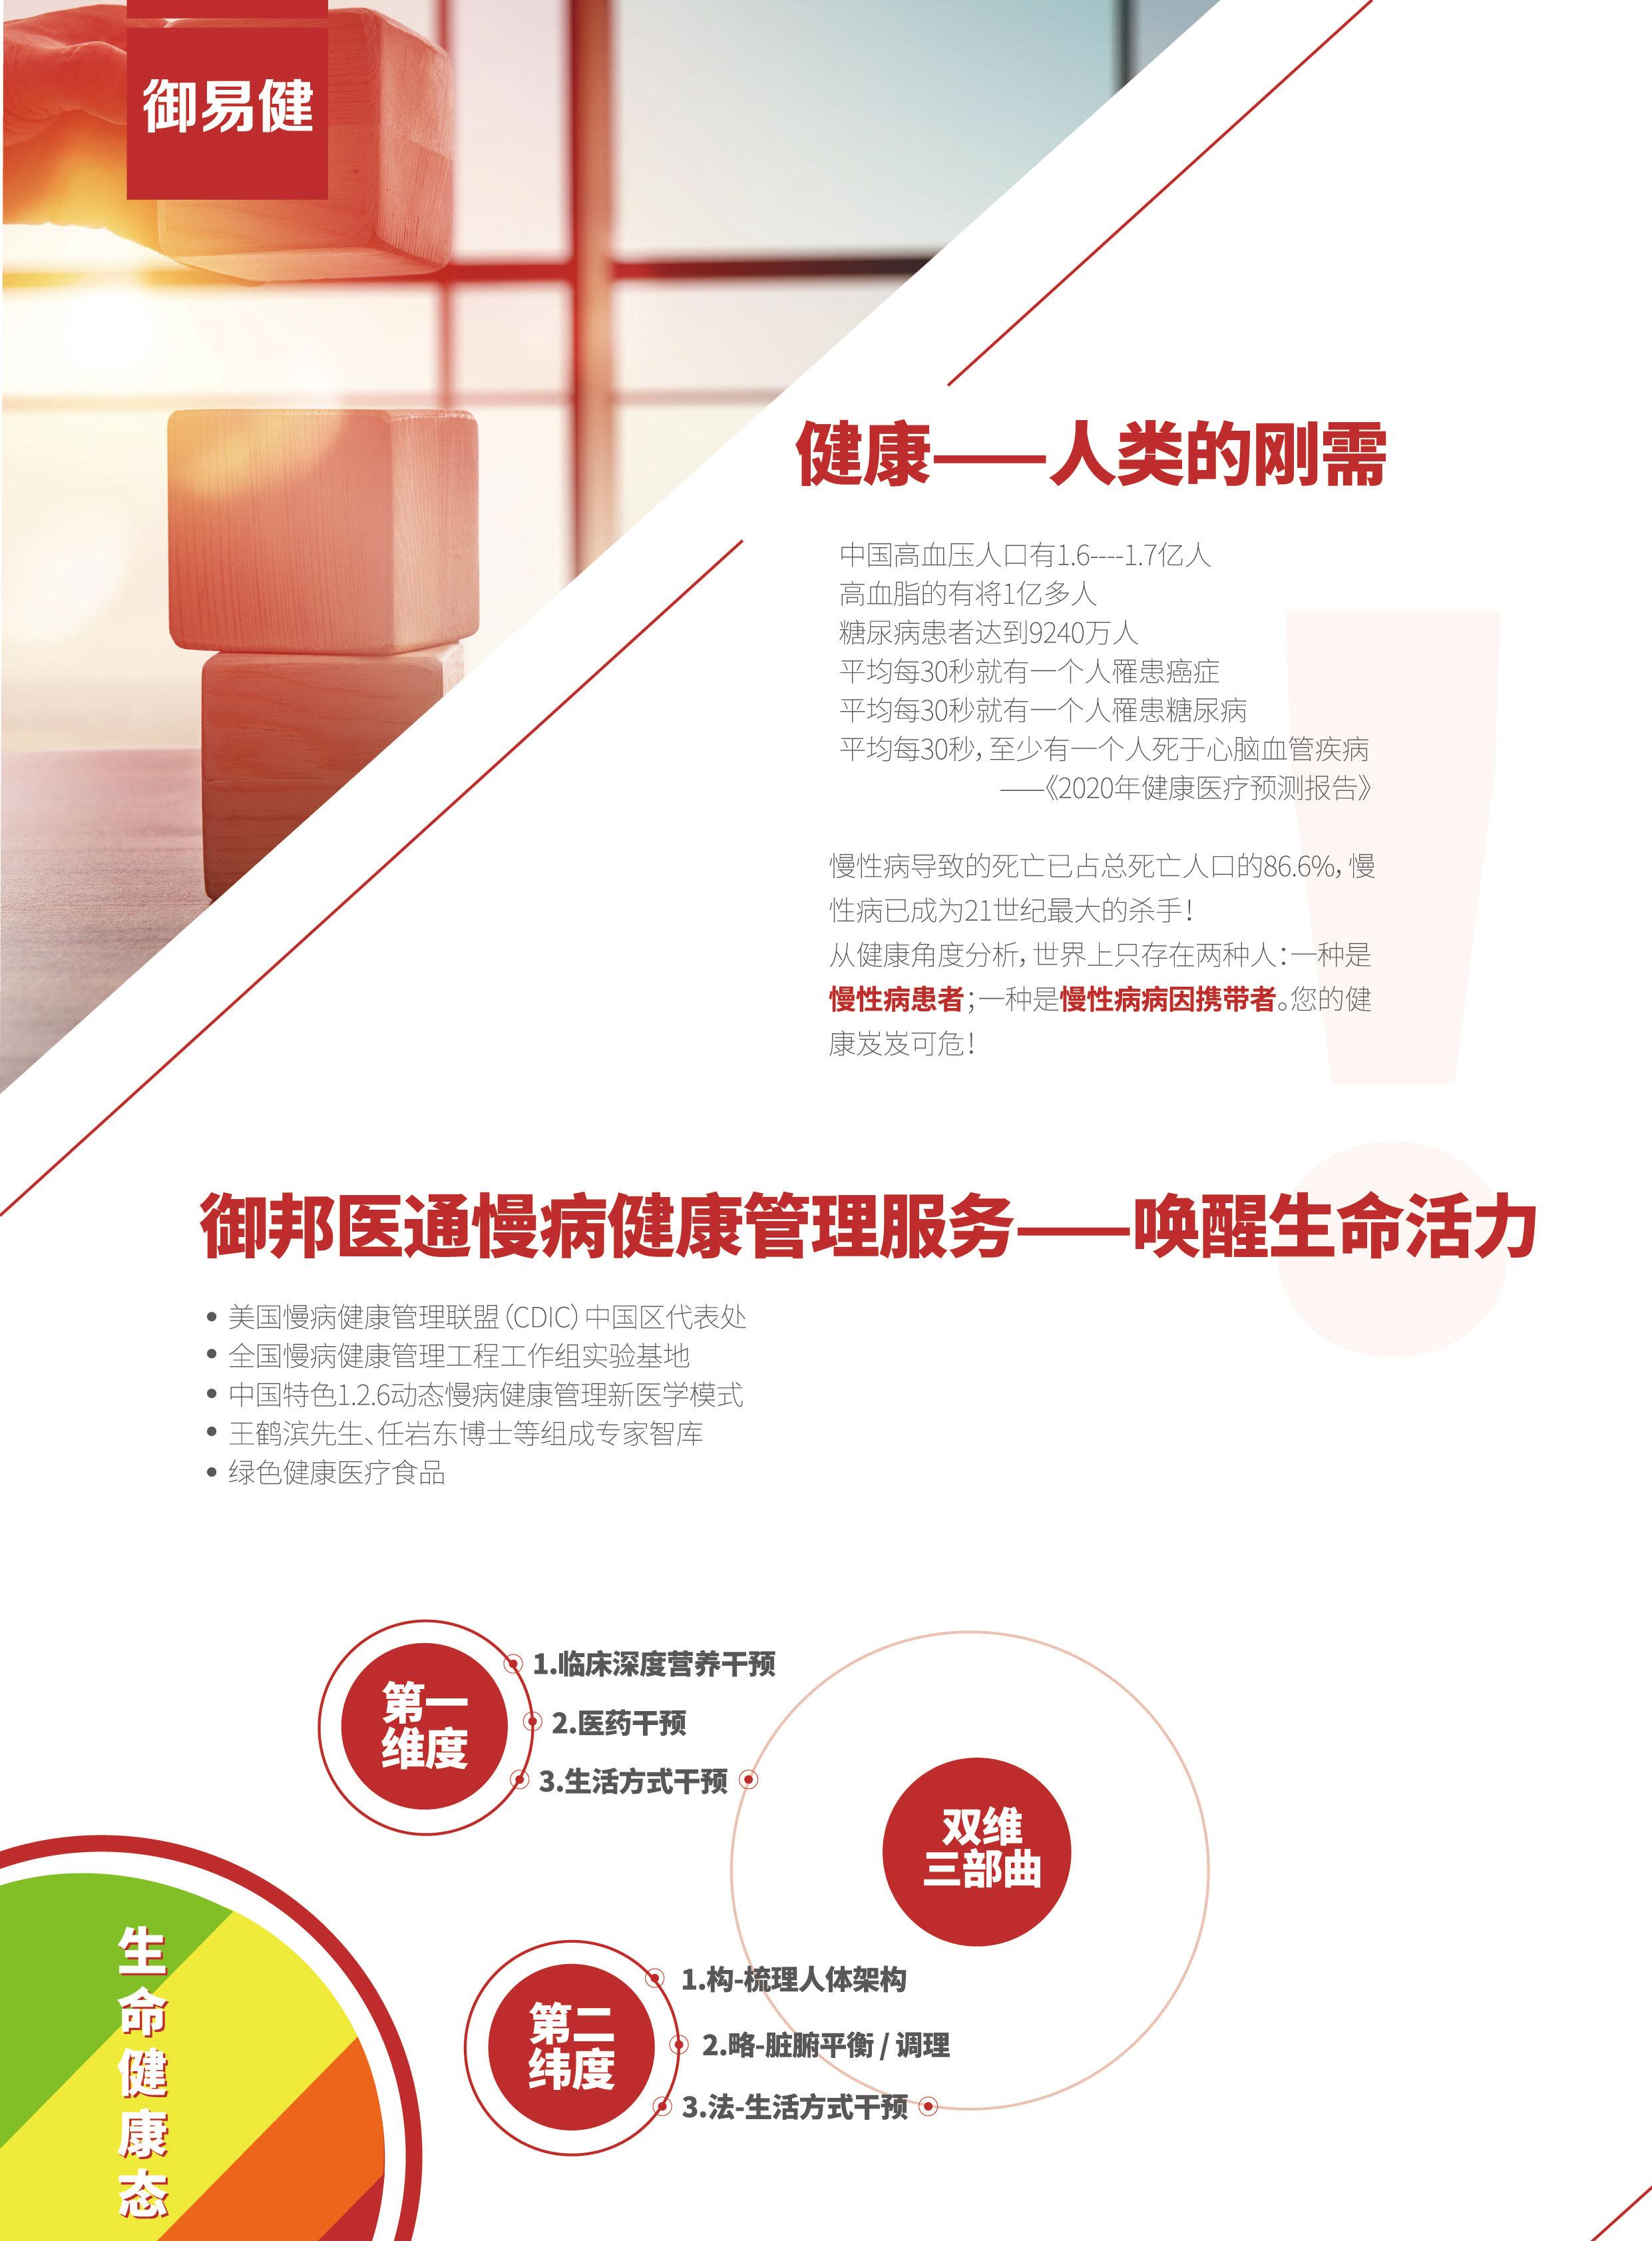 御易健
健康——人类的刚需
中国高血压人口有1.6----1.7亿人
高血脂的有将1亿多人
糖尿病患者达到9240万人
平均每30秒就有一个人罹患癌症
平均每30秒就有一个人罹患糖尿病
平均每30秒，至少有一个人死于心脑血管疾病
——《2020年健康医疗预测报告》
慢性病导致的死亡已占总死亡人口的86.6%，慢
性病已成为21世纪最大的杀手！
从健康角度分析，世界上只存在两种人：一种是
慢性病患者；一种是慢性病病因携带者。您的健
康岌岌可危！
御邦医通慢病健康管理服务——唤醒生命活力
• 美国慢病健康管理联盟（CDIC）中国区代表处
• 全国慢病健康管理工程工作组实验基地
• 中国特色1.2.6动态慢病健康管理新医学模式
• 王鹤滨先生、任岩东博士等组成专家智库
• 绿色健康医疗食品
第一
维度
1.临床深度营养干预
2.医药干预
3.生活方式干预
双维
三部曲
第二
纬度
1.构-梳理人体架构
2.略-脏腑平衡 / 调理
3.法-生活方式干预
生命健康态